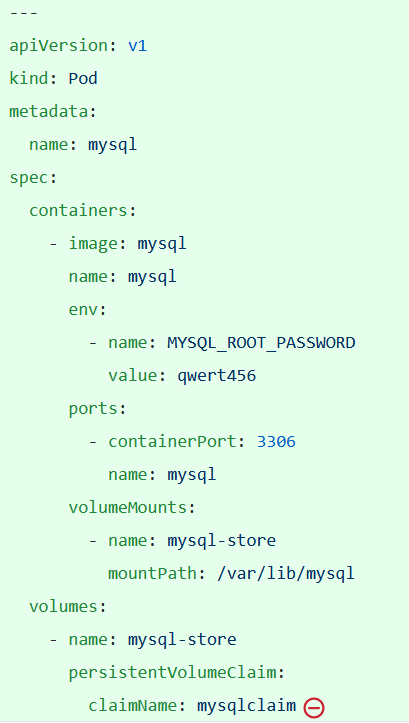 ---
apiVersion: v1
kind: Pod
metadata:
  name: mysql
spec:
  containers:
    - image: mysql
      name: mysql
      env:
        - name: MYSQL_ROOT_PASSWORD
          value: qwert456
      ports:
        - containerPort: 3306
          name: mysql
      volumeMounts:
        - name: mysql-store
          mountPath: /var/lib/mysql
  volumes:
    - name: mysql-store
      persistentVolumeClaim:
        claimName: mysqlclaim